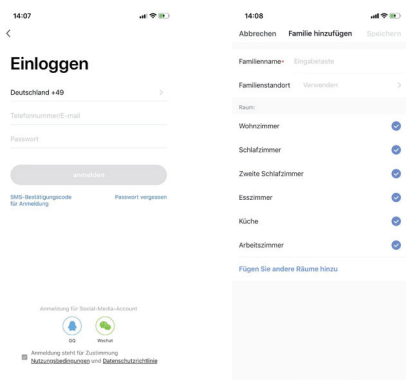 14:07
Einloggen
Deutschland +49
Telefonnummer/E-mail
Passwort
anmelden
SMS-Bestätigungscode
für Anmeldung
Passwort vergessen
Anmeldung für Social-Media-Account
QQ
Wechat
Anmeldung steht für Zustimmung
Nutzungsbedingungen und Datenschutzrichtlinie
14:08
Abbrechen Familie hinzufügen Speichern
Familienname* Eingabetaste
Familienstandort Verwenden
Raum:
Wohnzimmer
Schlafzimmer
Zweite Schlafzimmer
Esszimmer
Küche
Arbeitszimmer
Fügen Sie andere Räume hinzu